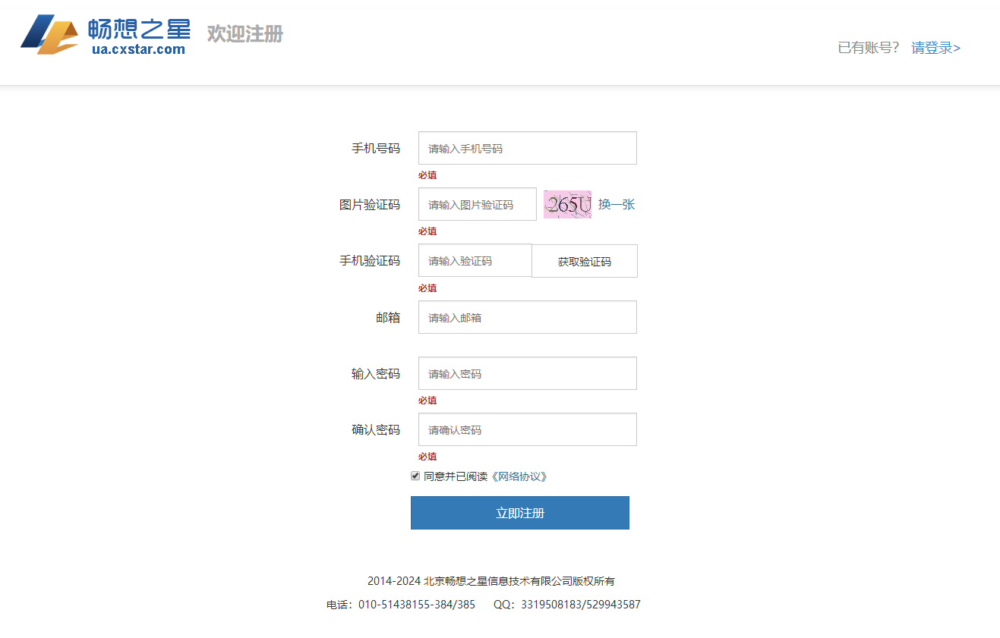 畅想之星 欢迎注册
ua.cxstar.com
已有账号? 请登录>
手机号码 请输入手机号码
必填
图片验证码 请输入图片验证码 265U 换一张
必填
手机验证码 请输入验证码 获取验证码
必填
邮箱 请输入邮箱
输入密码 请输入密码
必填
确认密码 请确认密码
必填
同意并已阅读《网络协议》
立即注册
2014-2024 北京畅想之星信息技术有限公司版权所有
电话：010-51438155-384/385 QQ：3319508183/529943587